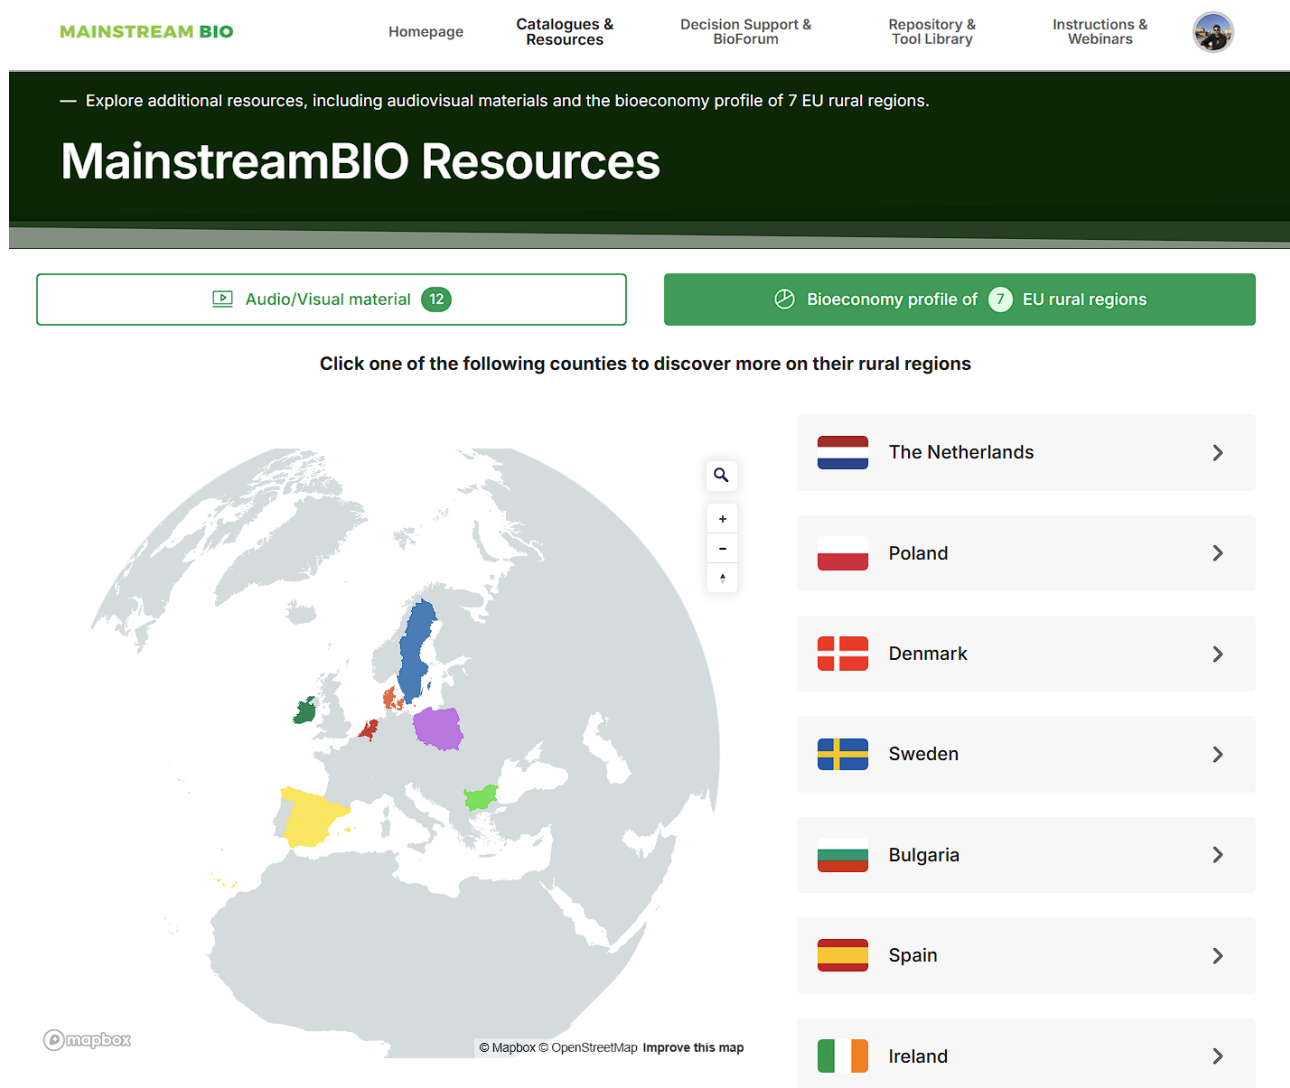 MAINSTREAM BIO
Homepage
Catalogues &
Resources
Decision Support &
BioForum
Repository &
Tool Library
Instructions &
Webinars
— Explore additional resources, including audiovisual materials and the bioeconomy profile of 7 EU rural regions.
MainstreamBIO Resources
Audio/Visual material 12
Bioeconomy profile of 7 EU rural regions
Click one of the following counties to discover more on their rural regions
The Netherlands
Poland
Denmark
Sweden
Bulgaria
Spain
Ireland
mapbox
© Mapbox © OpenStreetMap Improve this map